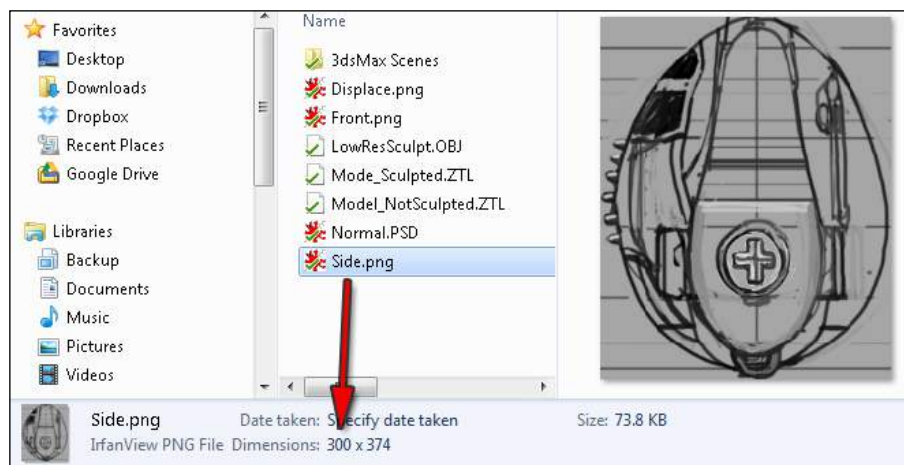 Favorites
Desktop
Downloads
Dropbox
Recent Places
Google Drive
Libraries
Backup
Documents
Music
Pictures
Videos
Name
3dsMax Scenes
Displace.png
Front.png
LowResSculpt.OBJ
Mode_Sculpted.ZTL
Model_NotSculpted.ZTL
Normal.PSD
Side.png
Side.png Date taken: Specify date taken Size: 73.8 KB
IrfanView PNG File Dimensions: 300 x 374